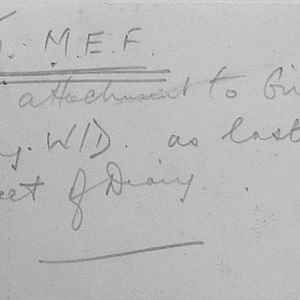 M.E.F.
attachment to
W/D. as last
of Diary